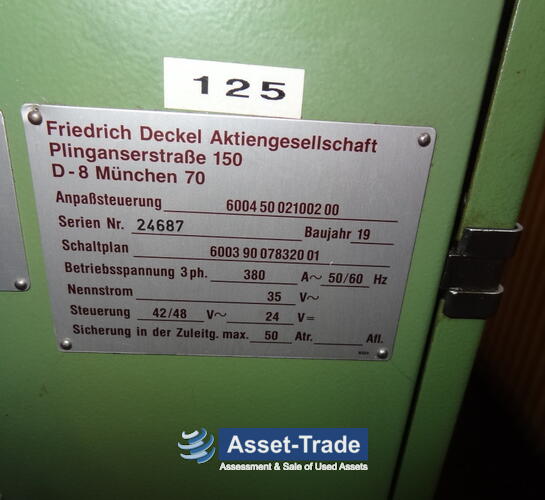 125
Friedrich Deckel Aktiengesellschaft
Plinganserstraße 150
D-8 München 70
Anpaßsteuerung 6004 50 021002 00
Serien Nr. 24687 Baujahr 19
Schaltplan 6003 90 078320 01
Betriebsspannung 3 ph. 380 A~ 50/60 Hz
Nennstrom 35 V~
Steuerung 42/48 V~ 24 V=
Sicherung in der Zuleitg. max. 50 Atr. Afl.
Asset-Trade
Assessment & Sale of Used Assets